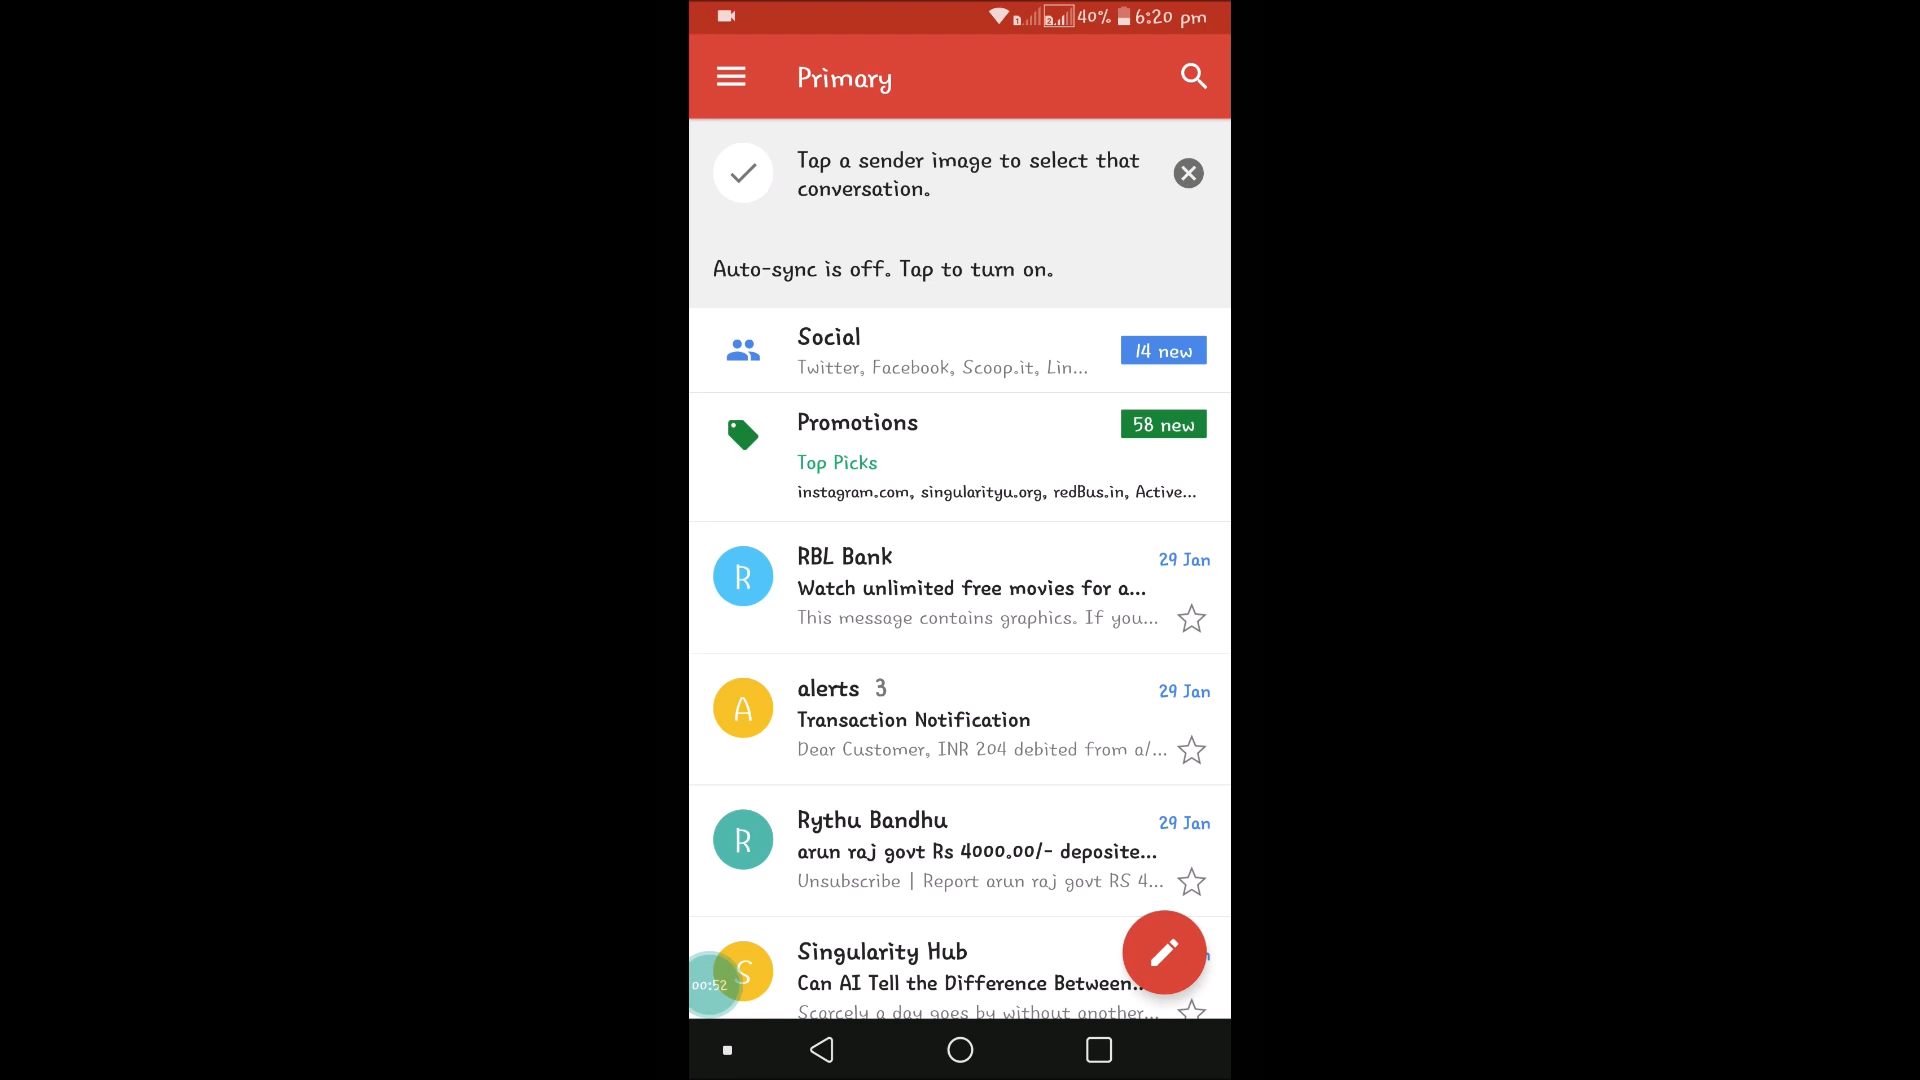 1 2 40% 6:20 pm
Primary
Tap a sender image to select that
conversation.
Auto-sync is off. Tap to turn on.
Social
14 new
Twitter, Facebook, Scoop.it, Lin...
Promotions
58 new
Top Picks
instagram.com, singularityu.org, redBus.in, Active...
R
RBL Bank
29 Jan
Watch unlimited free movies for a...
This message contains graphics. If you...
A
alerts 3
29 Jan
Transaction Notification
Dear Customer, INR 204 debited from a/...
R
Rythu Bandhu
29 Jan
arun raj govt Rs 4000.00/- deposite...
Unsubscribe | Report arun raj govt RS 4...
S
Singularity Hub
Can AI Tell the Difference Between...
00:52
Scarcely a day goes by without another...